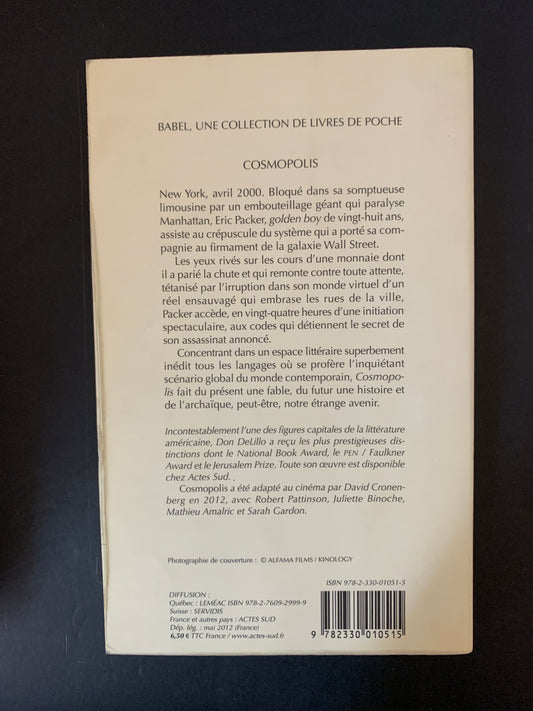 BABEL, UNE COLLECTION DE LIVRES DE POCHE
COSMOPOLIS
New York, avril 2000. Bloqué dans sa somptueuse
limousine par un embouteillage géant qui paralyse
Manhattan, Eric Packer, golden boy de vingt-huit ans,
assiste au crépuscule du système qui a porté sa com-
pagnie au firmament de la galaxie Wall Street.
Les yeux rivés sur les cours d'une monnaie dont
il a parié la chute et qui remonte contre toute attente,
tétanisé par l'irruption dans son monde virtuel d'un
réel ensauvagé qui embrase les rues de la ville,
Packer accède, en vingt-quatre heures d'une initiation
spectaculaire, aux codes qui détiennent le secret de
son assassinat annoncé.
Concentrant dans un espace littéraire superbement
inédit tous les langages où se profère l'inquiétant
scénario global du monde contemporain, Cosmopo-
lis fait du présent une fable, du futur une histoire et
de l'archaïque, peut-être, notre étrange avenir.
Incontestablement l'une des figures capitales de la littérature
américaine, Don DeLillo a reçu les plus prestigieuses dis-
tinctions dont le National Book Award, le PEN / Faulkner
Award et le Jerusalem Prize. Toute son œuvre est disponible
chez Actes Sud.
Cosmopolis a été adapté au cinéma par David Cronen-
berg en 2012, avec Robert Pattinson, Juliette Binoche,
Mathieu Amalric et Sarah Gardon.
Photographie de couverture : © ALFAMA FILMS / KINOLOGY
ISBN 978-2-330-01051-5
DIFFUSION :
Québec : LEMÉAC ISBN 978-2-7609-2999-9
Suisse : SERVIDIS
France et autres pays : ACTES SUD
Dép. lég. : mai 2012 (France)
6,50 € TTC France / www.actes-sud.fr
9 782330 010515